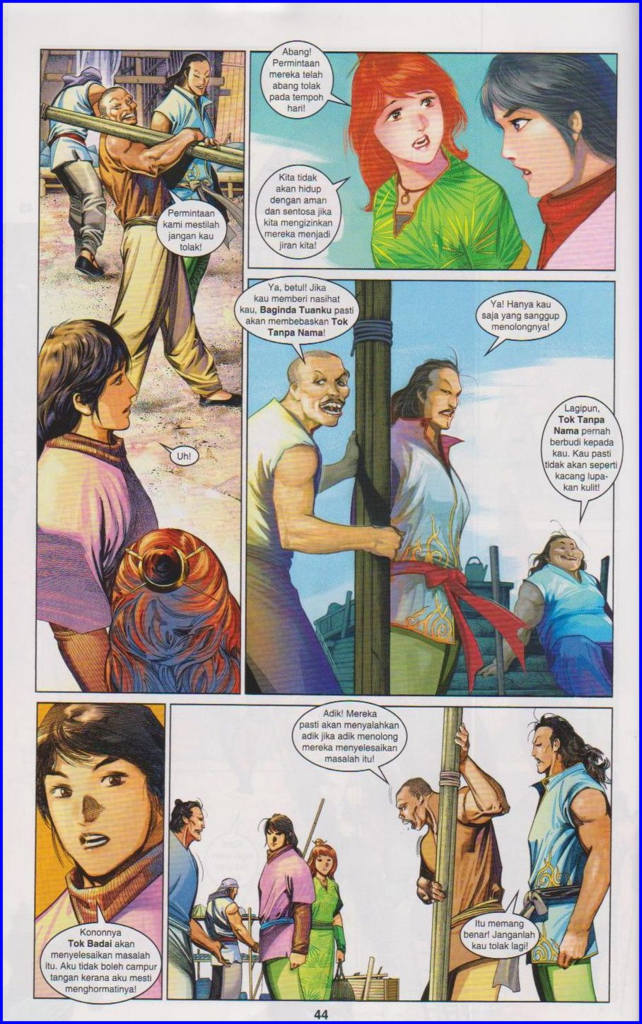 Permintaan
kami mestilah
jangan kau
tolak!
Uh!
Abang!
Permintaan
mereka telah
abang tolak
pada tempoh
hari!
Kita tidak
akan hidup
dengan aman
dan sentosa jika
kita mengizinkan
mereka menjadi
jiran kita!
Ya, betul! Jika
kau memberi nasihat
kau, Baginda Tuanku pasti
akan membebaskan Tok
Tanpa Nama!
Ya! Hanya kau
saja yang sanggup
menolongnya!
Lagipun,
Tok Tanpa
Nama pernah
berbudi kepada
kau. Kau pasti
tidak akan seperti
kacang lupa-
kan kulit!
Kononnya
Tok Badai akan
menyelesaikan masalah
itu. Aku tidak boleh campur
tangan kerana aku mesti
menghormatinya!
Adik! Mereka
pasti akan menyalahkan
adik jika adik menolong
mereka menyelesaikan
masalah itu!
Itu memang
benar! Janganlah
kau tolak lagi!
44